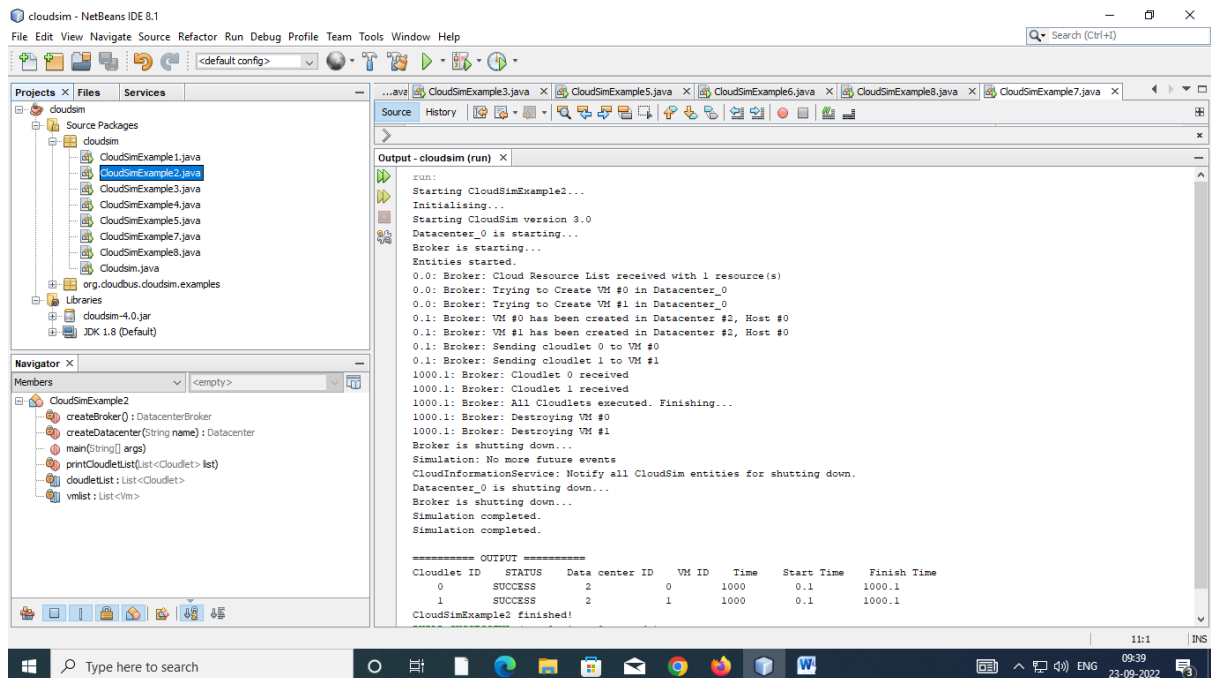 cloudsim - NetBeans IDE 8.1
File Edit View Navigate Source Refactor Run Debug Profile Team Tools Window Help
Search (Ctrl+I)
<default config>
Projects Files Services
cloudsim
Source Packages
cloudsim
CloudSimExample1.java
CloudSimExample2.java
CloudSimExample3.java
CloudSimExample4.java
CloudSimExample5.java
CloudSimExample7.java
CloudSimExample8.java
Cloudsim.java
org.cloudbus.cloudsim.examples
Libraries
cloudsim-4.0.jar
JDK 1.8 (Default)
Navigator
Members <empty>
CloudSimExample2
createBroker() : DatacenterBroker
createDatacenter(String name) : Datacenter
main(String[] args)
printCloudletList(List<Cloudlet> list)
cloudletList : List<Cloudlet>
vmlist : List<Vm>
...ava CloudSimExample3.java CloudSimExample5.java CloudSimExample6.java CloudSimExample8.java CloudSimExample7.java
Source History
Output - cloudsim (run)
run:
Starting CloudSimExample2...
Initialising...
Starting CloudSim version 3.0
Datacenter_0 is starting...
Broker is starting...
Entities started.
0.0: Broker: Cloud Resource List received with 1 resource(s)
0.0: Broker: Trying to Create VM #0 in Datacenter_0
0.0: Broker: Trying to Create VM #1 in Datacenter_0
0.1: Broker: VM #0 has been created in Datacenter #2, Host #0
0.1: Broker: VM #1 has been created in Datacenter #2, Host #0
0.1: Broker: Sending cloudlet 0 to VM #0
0.1: Broker: Sending cloudlet 1 to VM #1
1000.1: Broker: Cloudlet 0 received
1000.1: Broker: Cloudlet 1 received
1000.1: Broker: All Cloudlets executed. Finishing...
1000.1: Broker: Destroying VM #0
1000.1: Broker: Destroying VM #1
Broker is shutting down...
Simulation: No more future events
CloudInformationService: Notify all CloudSim entities for shutting down.
Datacenter_0 is shutting down...
Broker is shutting down...
Simulation completed.
Simulation completed.
========== OUTPUT ==========
Cloudlet ID STATUS Data center ID VM ID Time Start Time Finish Time
0 SUCCESS 2 0 1000 0.1 1000.1
1 SUCCESS 2 1 1000 0.1 1000.1
CloudSimExample2 finished!
11:1 INS
Type here to search
ENG
09:39
23-09-2022
3